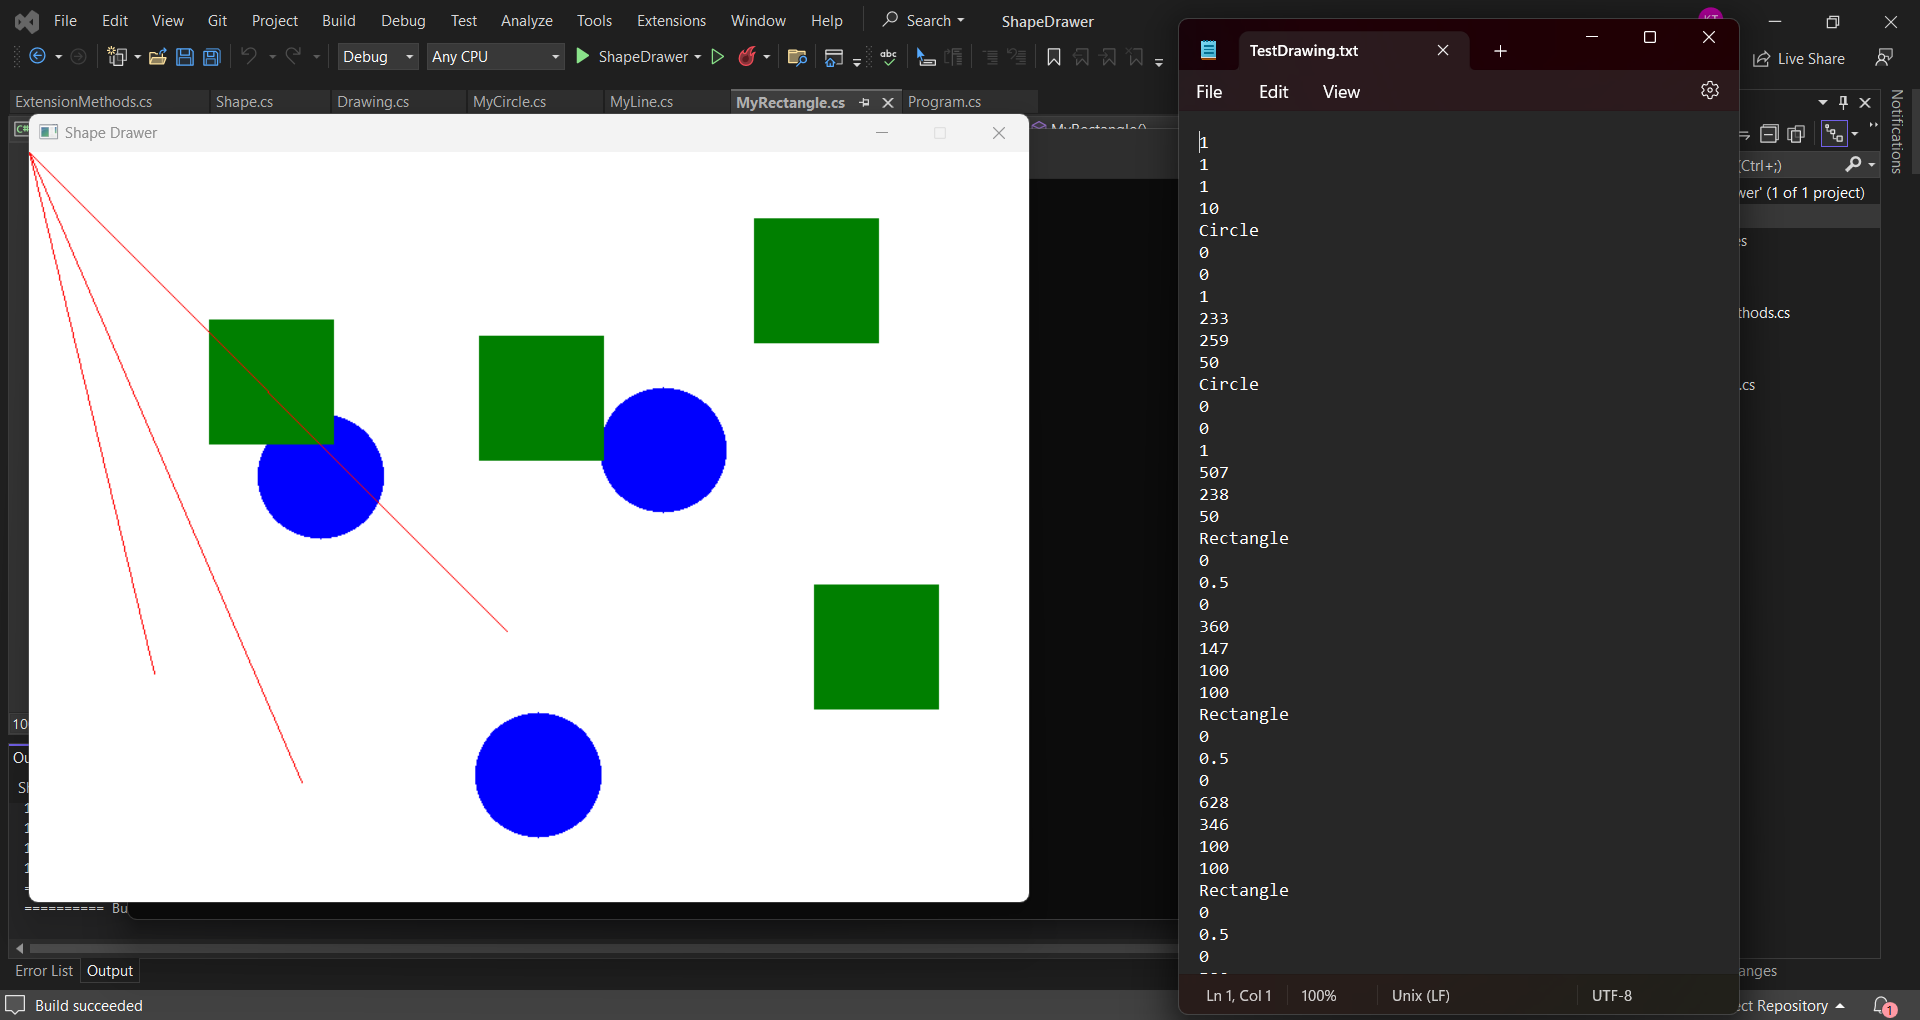 File Edit View Git Project Build Debug Test Analyze Tools Extensions Window Help Search ShapeDrawer
Debug Any CPU ShapeDrawer Live Share
ExtensionMethods.cs Shape.cs Drawing.cs MyCircle.cs MyLine.cs MyRectangle.cs Program.cs
Shape Drawer
TestDrawing.txt
File Edit View
1
1
1
10
Circle
0
0
1
233
259
50
Circle
0
0
1
507
238
50
Rectangle
0
0.5
0
360
147
100
100
Rectangle
0
0.5
0
628
346
100
100
Rectangle
0
0.5
0
Ln 1, Col 1 100% Unix (LF) UTF-8
Notifications
Ctrl+;)
wer' (1 of 1 project)
thods.cs
.cs
anges
========== Bu
Error List Output
Build succeeded
ect Repository 1